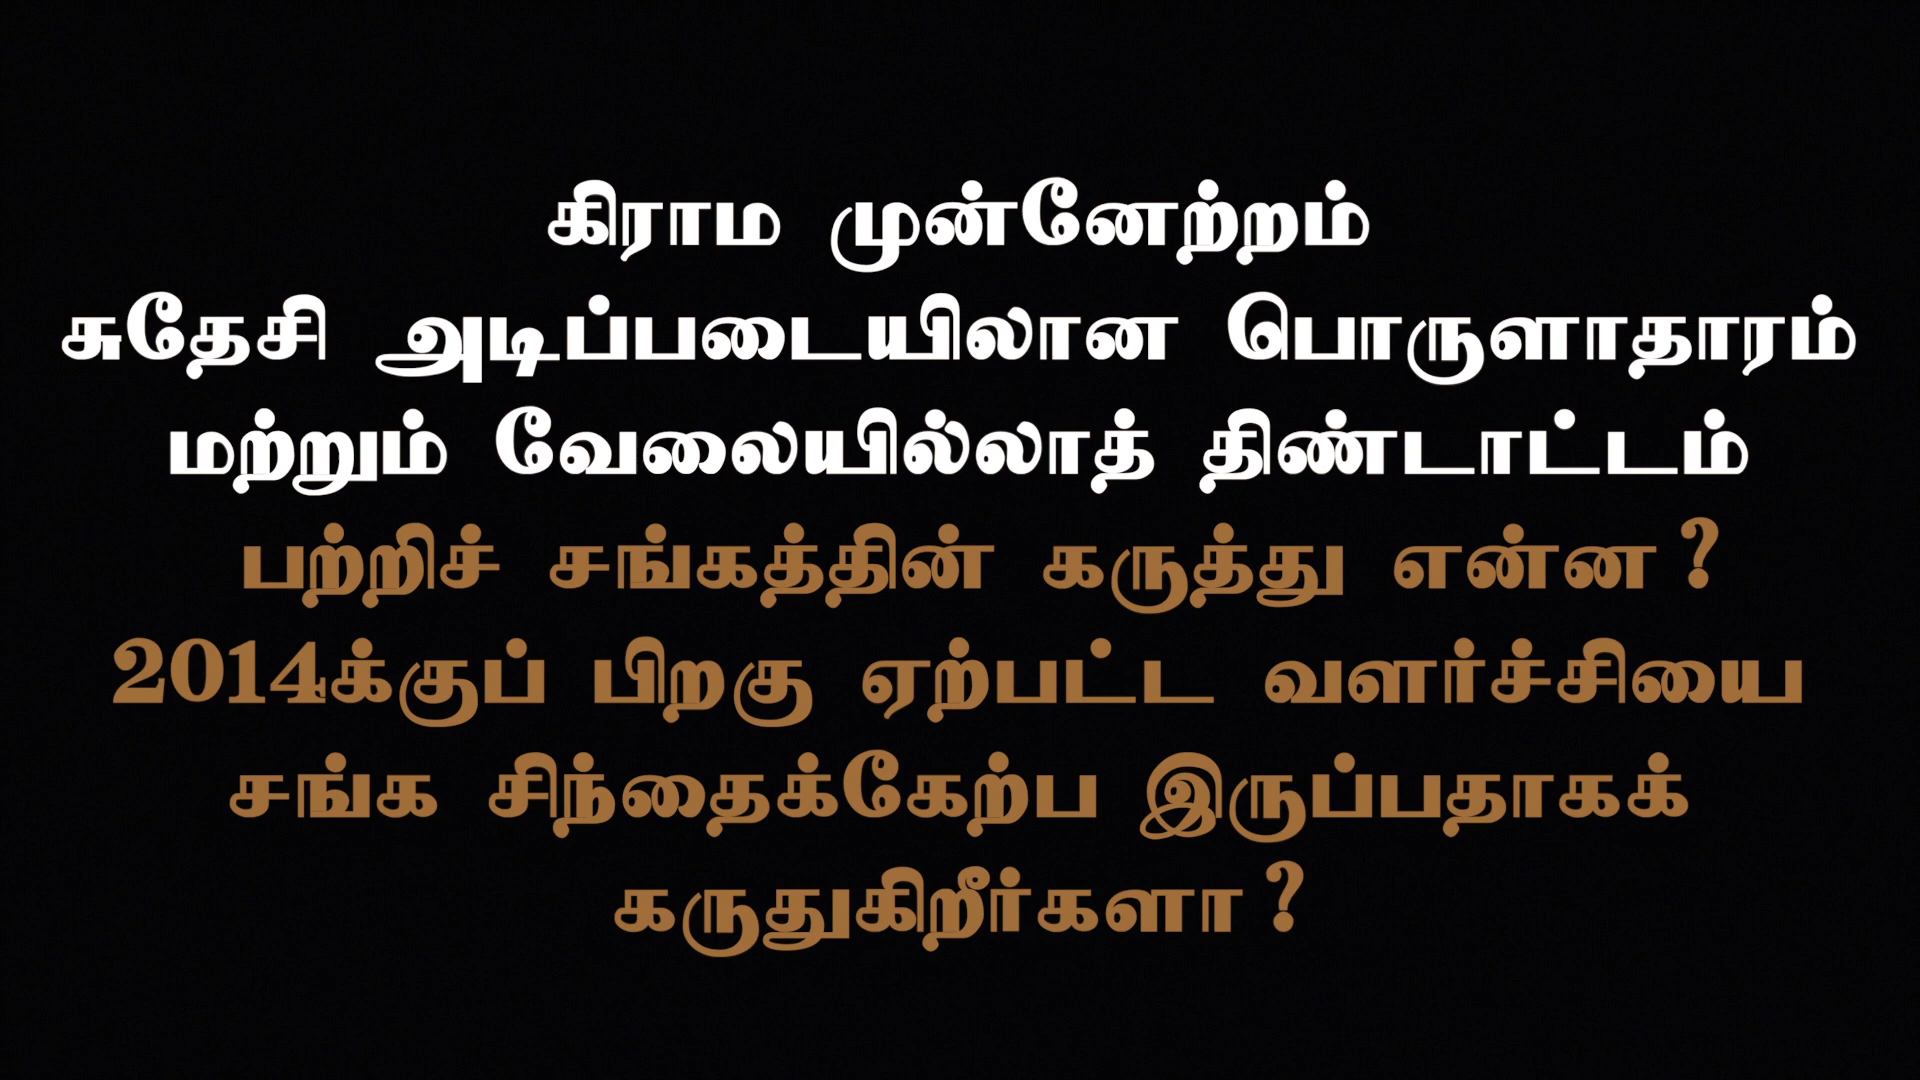 கிராம முன்னேற்றம்
சுதேசி அடிப்படையிலான பொருளாதாரம்
மற்றும் வேலையில்லாத் திண்டாட்டம்
பற்றிச் சங்கத்தின் கருத்து என்ன ?
2014க்குப் பிறகு ஏற்பட்ட வளர்ச்சியை
சங்க சிந்தைக்கேற்ப இருப்பதாகக்
கருதுகிறீர்களா ?